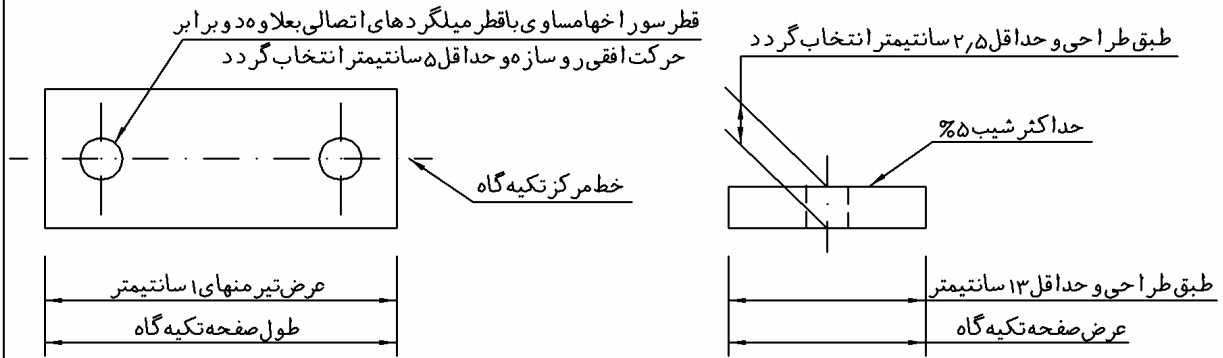 قطر سوراخها مساوی با قطر میلگردهای اتصالی بعلاوه دو برابر
حرکت افقی روسازه و حداقل ۵ سانتیمتر انتخاب گردد
خط مرکز تکیه گاه
عرض تیر منهای ۱ سانتیمتر
طول صفحه تکیه گاه
طبق طراحی و حداقل ۲٫۵ سانتیمتر انتخاب گردد
حداکثر شیب ۵%
طبق طراحی و حداقل ۱۳ سانتیمتر
عرض صفحه تکیه گاه